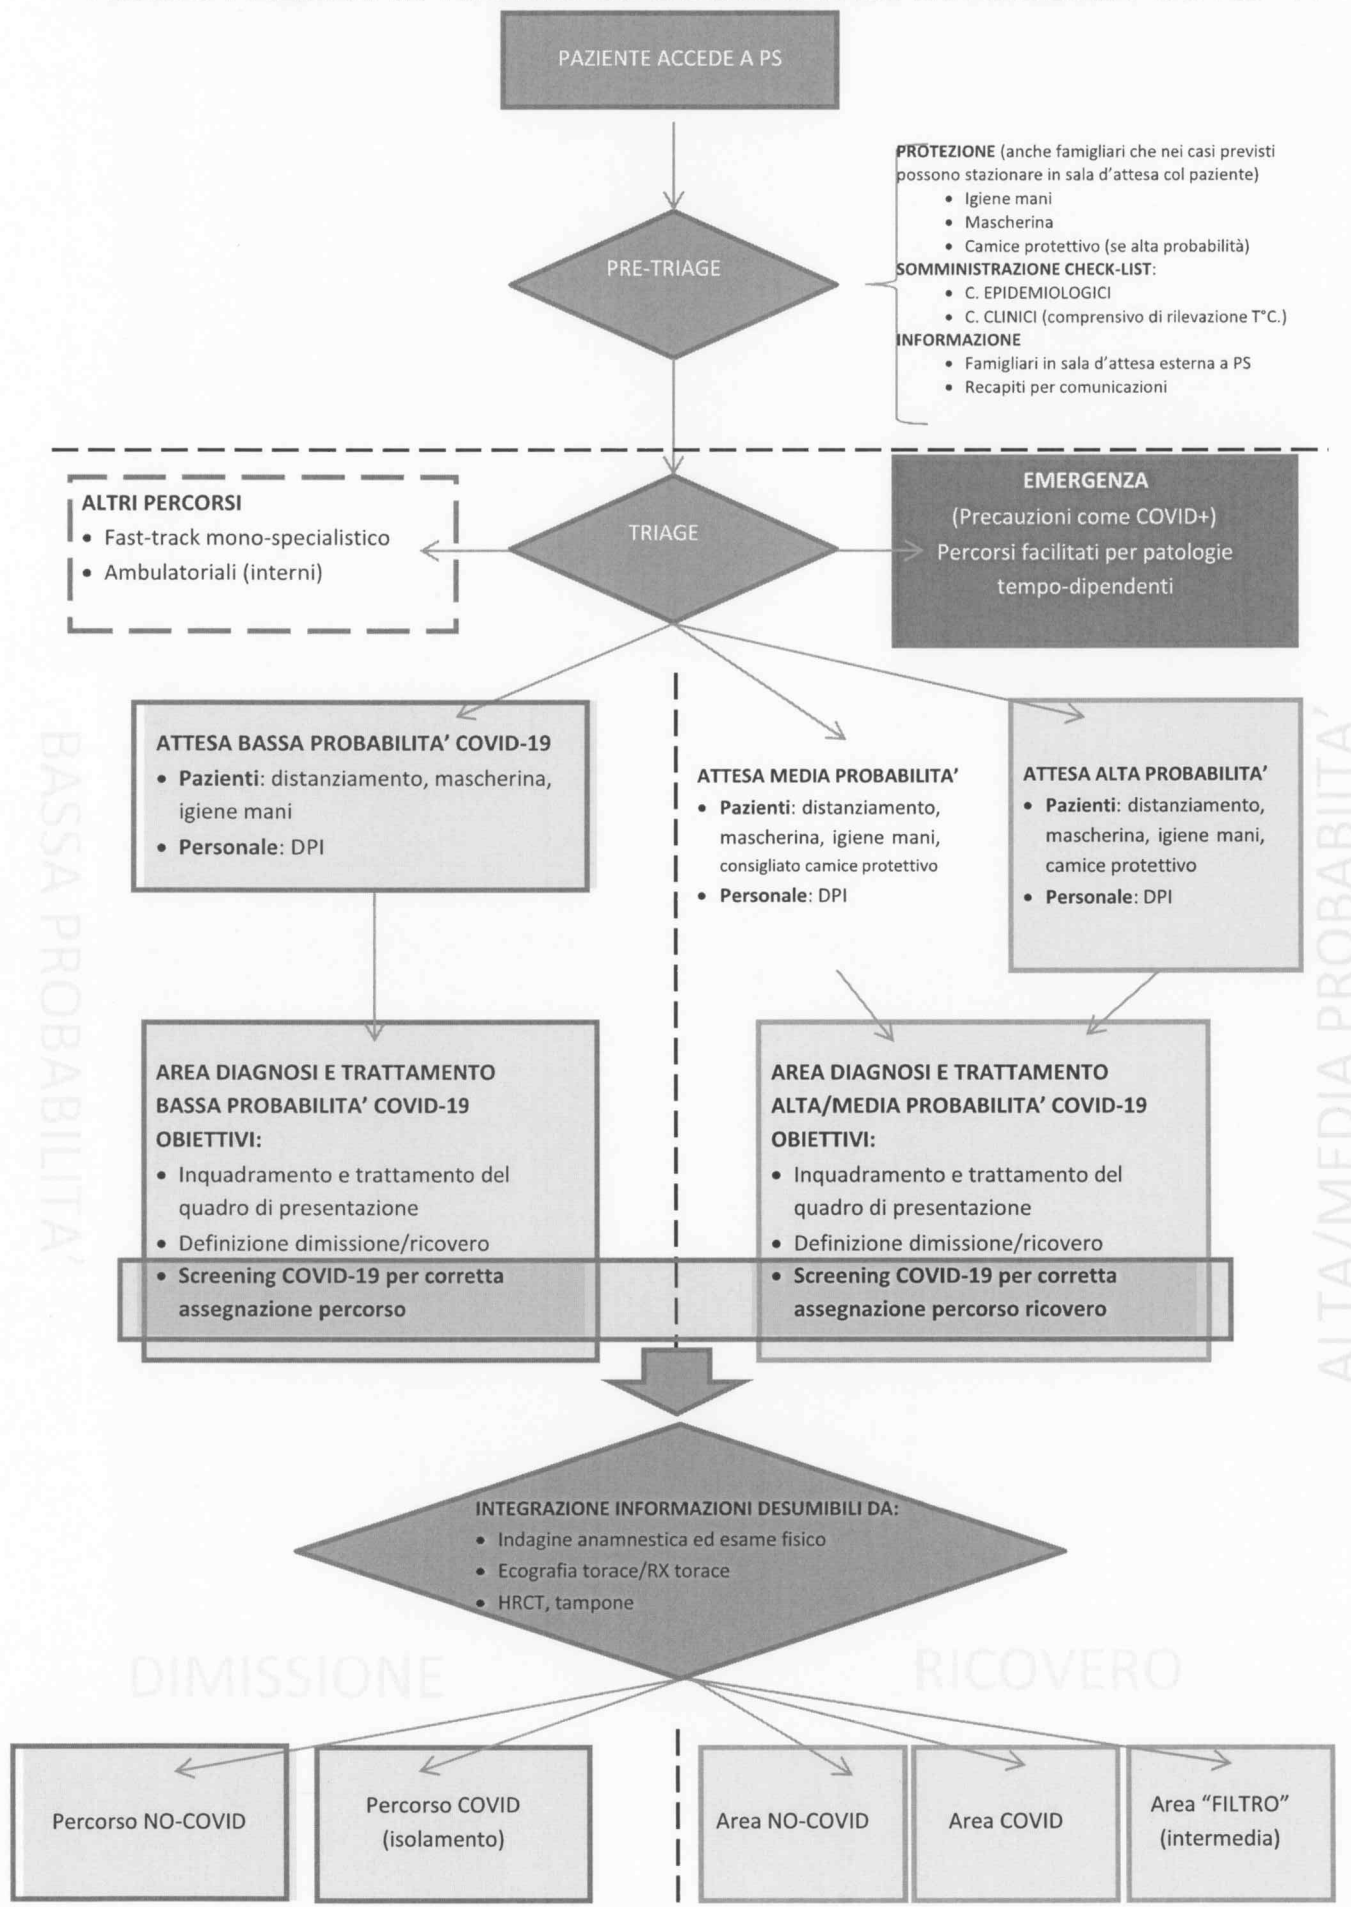 PAZIENTE ACCEDE A PS
PROTEZIONE (anche famigliari che nei casi previsti
possono stazionare in sala d'attesa col paziente)
• Igiene mani
• Mascherina
• Camice protettivo (se alta probabilità)
SOMMINISTRAZIONE CHECK-LIST:
• C. EPIDEMIOLOGICI
• C. CLINICI (comprensivo di rilevazione T°C.)
INFORMAZIONE
• Famigliari in sala d'attesa esterna a PS
• Recapiti per comunicazioni
PRE-TRIAGE
ALTRI PERCORSI
• Fast-track mono-specialistico
• Ambulatoriali (interni)
TRIAGE
EMERGENZA
(Precauzioni come COVID+)
Percorsi facilitati per patologie
tempo-dipendenti
BASSA PROBABILITA'
ATTESA BASSA PROBABILITA' COVID-19
• Pazienti: distanziamento, mascherina,
igiene mani
• Personale: DPI
ATTESA MEDIA PROBABILITA'
• Pazienti: distanziamento,
mascherina, igiene mani,
consigliato camice protettivo
• Personale: DPI
ATTESA ALTA PROBABILITA'
• Pazienti: distanziamento,
mascherina, igiene mani,
camice protettivo
• Personale: DPI
ALTA/MEDIA PROBABILITA'
AREA DIAGNOSI E TRATTAMENTO
BASSA PROBABILITA' COVID-19
OBIETTIVI:
• Inquadramento e trattamento del
quadro di presentazione
• Definizione dimissione/ricovero
• Screening COVID-19 per corretta
assegnazione percorso
AREA DIAGNOSI E TRATTAMENTO
ALTA/MEDIA PROBABILITA' COVID-19
OBIETTIVI:
• Inquadramento e trattamento del
quadro di presentazione
• Definizione dimissione/ricovero
• Screening COVID-19 per corretta
assegnazione percorso ricovero
INTEGRAZIONE INFORMAZIONI DESUMIBILI DA:
• Indagine anamnestica ed esame fisico
• Ecografia torace/RX torace
• HRCT, tampone
DIMISSIONE
RICOVERO
Percorso NO-COVID
Percorso COVID
(isolamento)
Area NO-COVID
Area COVID
Area "FILTRO"
(intermedia)